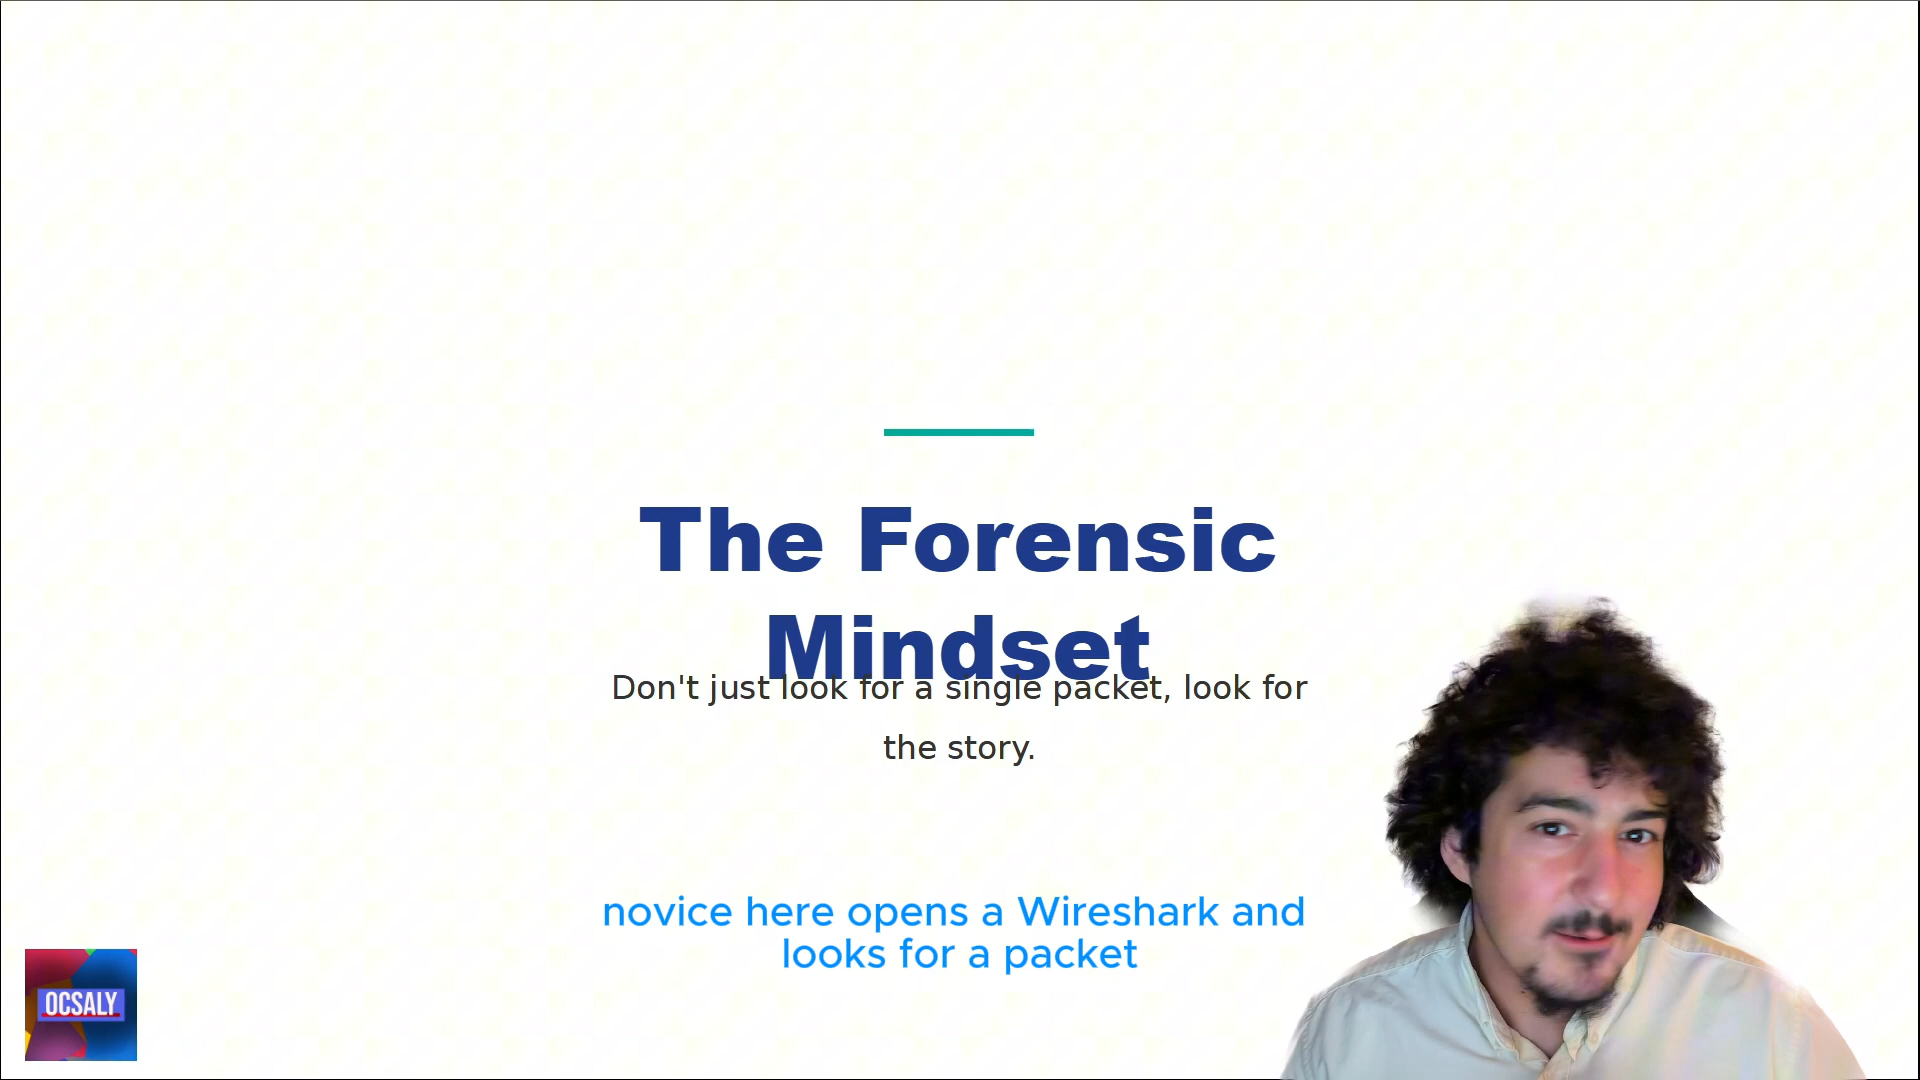 The Forensic
Mindset
Don't just look for a single packet, look for
the story.
novice here opens a Wireshark and
looks for a packet
OCSALY